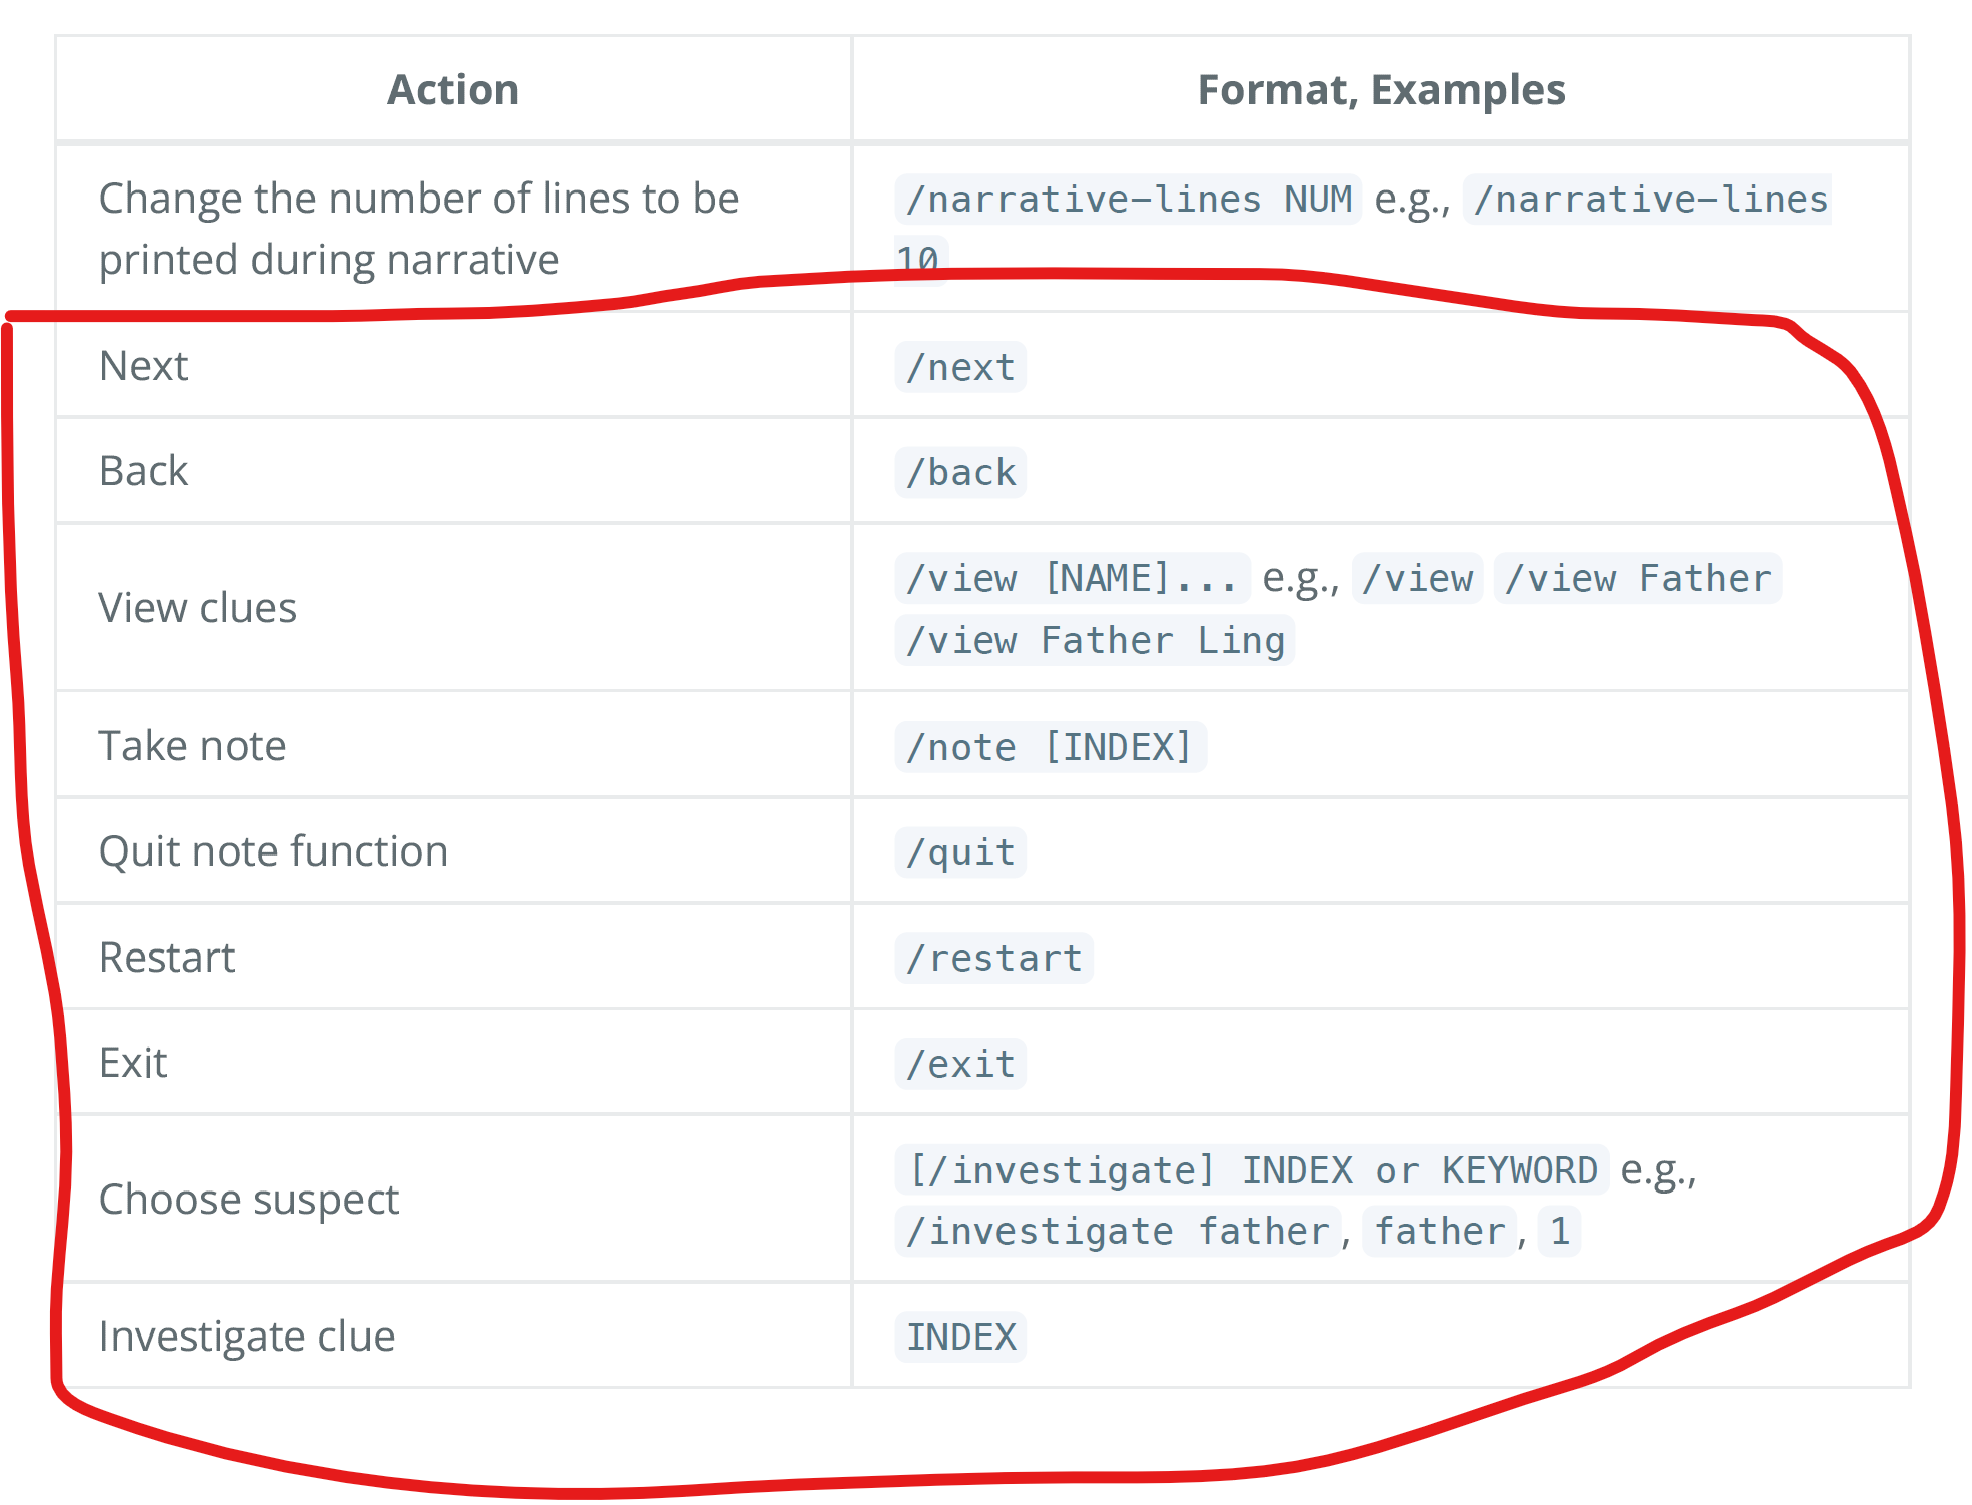 Action Format, Examples
Change the number of lines to be /narrative-lines NUM e.g., /narrative-lines
printed during narrative 10
Next /next
Back /back
View clues /view [NAME]... e.g., /view /view Father
/view Father Ling
Take note /note [INDEX]
Quit note function /quit
Restart /restart
Exit /exit
Choose suspect [/investigate] INDEX or KEYWORD e.g.,
/investigate father, father, 1
Investigate clue INDEX